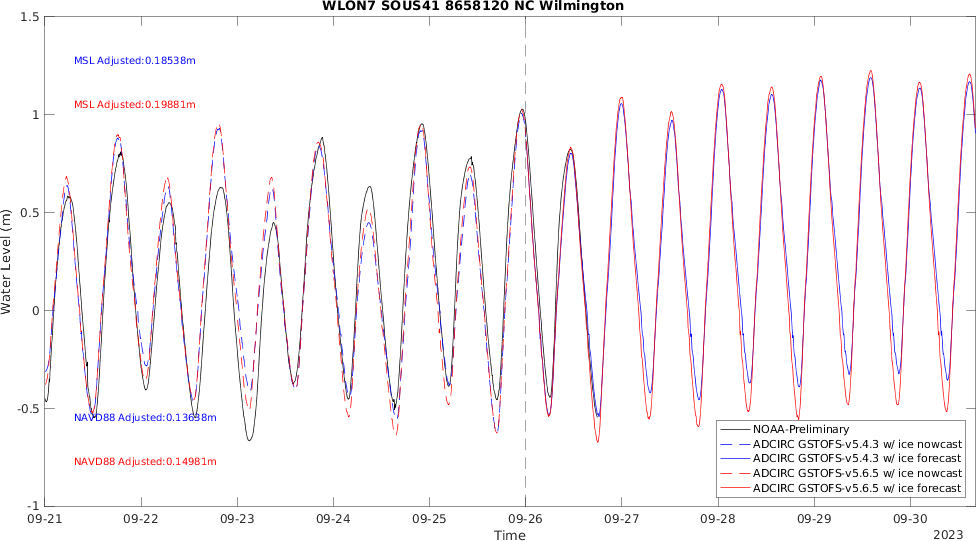 WLON7 SOUS41 8658120 NC Wilmington
1.5
MSL Adjusted:0.18538m
MSL Adjusted:0.19881m
1
0.5
Water Level (m)
0
-0.5
NAVD88 Adjusted:0.13638m
NAVD88 Adjusted:0.14981m
NOAA-Preliminary
ADCIRC GSTOFS-v5.4.3 w/ ice nowcast
ADCIRC GSTOFS-v5.4.3 w/ ice forecast
ADCIRC GSTOFS-v5.6.5 w/ ice nowcast
ADCIRC GSTOFS-v5.6.5 w/ ice forecast
-1
09-21 09-22 09-23 09-24 09-25 09-26 09-27 09-28 09-29 09-30
Time
2023